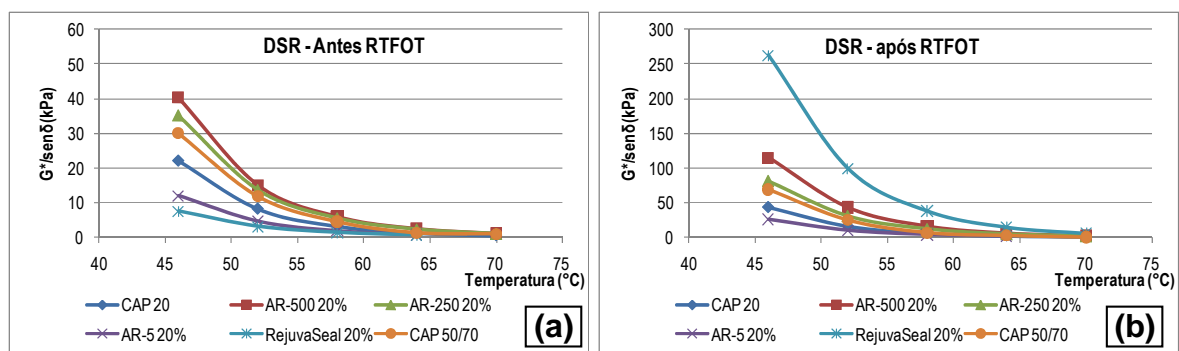 DSR - Antes RTFOT
G*/senδ (kPa)
60
50
40
30
20
10
0
40 45 50 55 60 65 70 75
Temperatura (°C)
CAP 20 AR-500 20% AR-250 20%
AR-5 20% RejuvaSeal 20% CAP 50/70
(a)
DSR - após RTFOT
G*/senδ (kPa)
300
250
200
150
100
50
0
40 45 50 55 60 65 70 75
Temperatura (°C)
CAP 20 AR-500 20% AR-250 20%
AR-5 20% RejuvaSeal 20% CAP 50/70
(b)